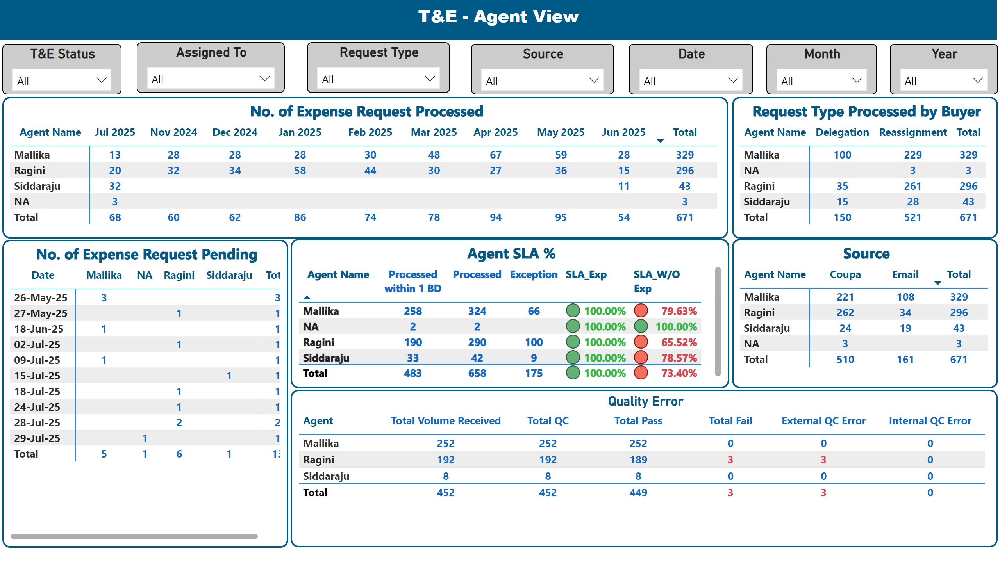 T&E - Agent View
T&E Status Assigned To Request Type Source Date Month Year
All All All All All All All
No. of Expense Request Processed
Agent Name Jul 2025 Nov 2024 Dec 2024 Jan 2025 Feb 2025 Mar 2025 Apr 2025 May 2025 Jun 2025 Total
Mallika 13 28 28 28 30 48 67 59 28 329
Ragini 20 32 34 58 44 30 27 36 15 296
Siddaraju 32 11 43
NA 3 3
Total 68 60 62 86 74 78 94 95 54 671
Request Type Processed by Buyer
Agent Name Delegation Reassignment Total
Mallika 100 229 329
NA 3 3
Ragini 35 261 296
Siddaraju 15 28 43
Total 150 521 671
No. of Expense Request Pending
Date Mallika NA Ragini Siddaraju Tot
26-May-25 3 3
27-May-25 1 1
18-Jun-25 1 1
02-Jul-25 1 1
09-Jul-25 1 1
15-Jul-25 1 1
18-Jul-25 1 1
24-Jul-25 1 1
28-Jul-25 2 2
29-Jul-25 1 1
Total 5 1 6 1 13
Agent SLA %
Agent Name Processed within 1 BD Processed Exception SLA_Exp SLA_W/O Exp
Mallika 258 324 66 100.00% 79.63%
NA 2 2 100.00% 100.00%
Ragini 190 290 100 100.00% 65.52%
Siddaraju 33 42 9 100.00% 78.57%
Total 483 658 175 100.00% 73.40%
Source
Agent Name Coupa Email Total
Mallika 221 108 329
Ragini 262 34 296
Siddaraju 24 19 43
NA 3 3
Total 510 161 671
Quality Error
Agent Total Volume Received Total QC Total Pass Total Fail External QC Error Internal QC Error
Mallika 252 252 252 0 0 0
Ragini 192 192 189 3 3 0
Siddaraju 8 8 8 0 0 0
Total 452 452 449 3 3 0